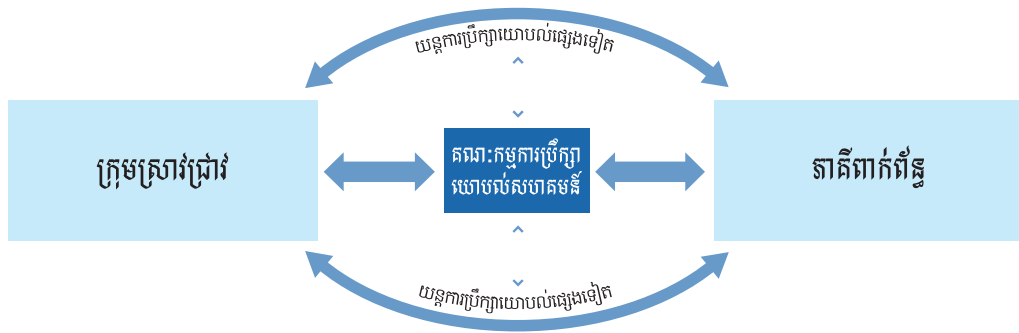 យន្តការប្រឹក្សាយោបល់ផ្សេងទៀត
ក្រុមស្រាវជ្រាវ
គណៈកម្មការប្រឹក្សា
យោបល់សហគមន៍
ភាគីពាក់ព័ន្ធ
យន្តការប្រឹក្សាយោបល់ផ្សេងទៀត